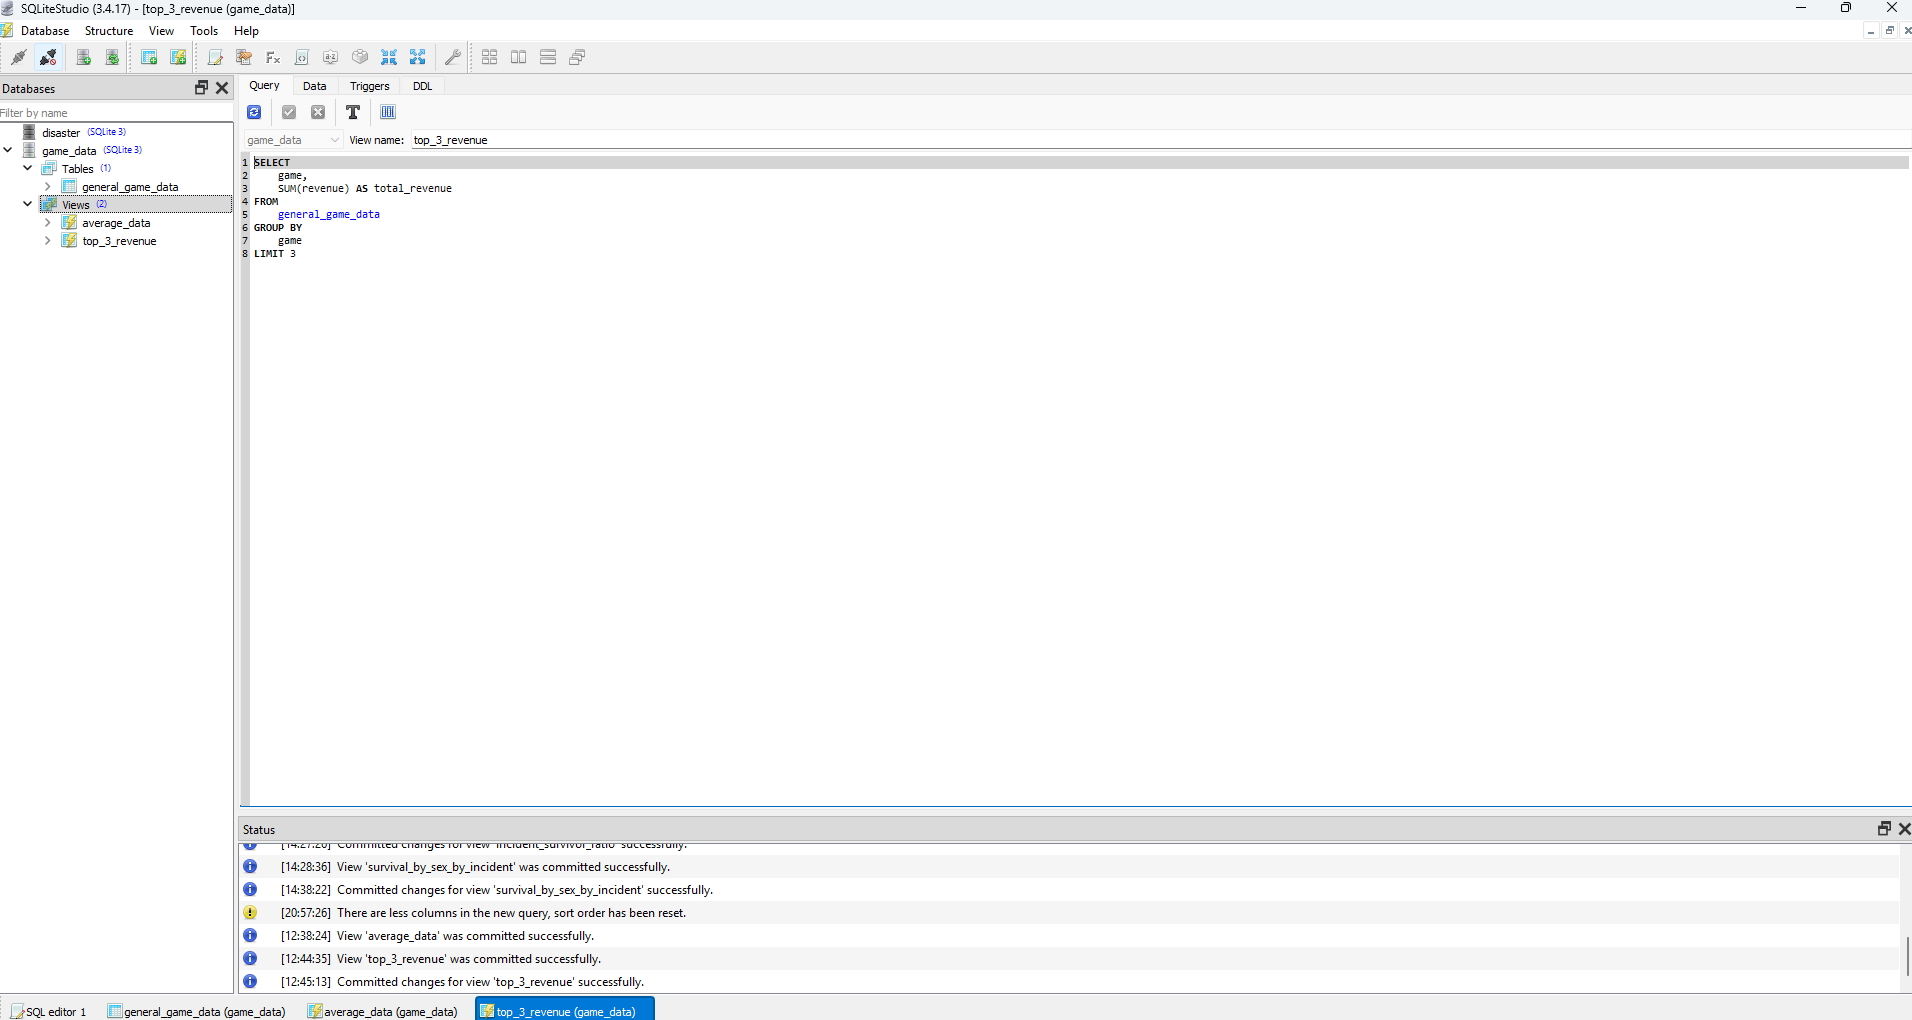 SQLiteStudio (3.4.17) - [top_3_revenue (game_data)]
Database Structure View Tools Help
Databases
Filter by name
disaster (SQLite 3)
game_data (SQLite 3)
Tables (1)
general_game_data
Views (2)
average_data
top_3_revenue
Query Data Triggers DDL
game_data View name: top_3_revenue
1 SELECT
2 game,
3 SUM(revenue) AS total_revenue
4 FROM
5 general_game_data
6 GROUP BY
7 game
8 LIMIT 3
Status
[14:27:20] Committed changes for view 'incident_survivor_ratio' successfully.
[14:28:36] View 'survival_by_sex_by_incident' was committed successfully.
[14:38:22] Committed changes for view 'survival_by_sex_by_incident' successfully.
[20:57:26] There are less columns in the new query, sort order has been reset.
[12:38:24] View 'average_data' was committed successfully.
[12:44:35] View 'top_3_revenue' was committed successfully.
[12:45:13] Committed changes for view 'top_3_revenue' successfully.
SQL editor 1 general_game_data (game_data) average_data (game_data) top_3_revenue (game_data)